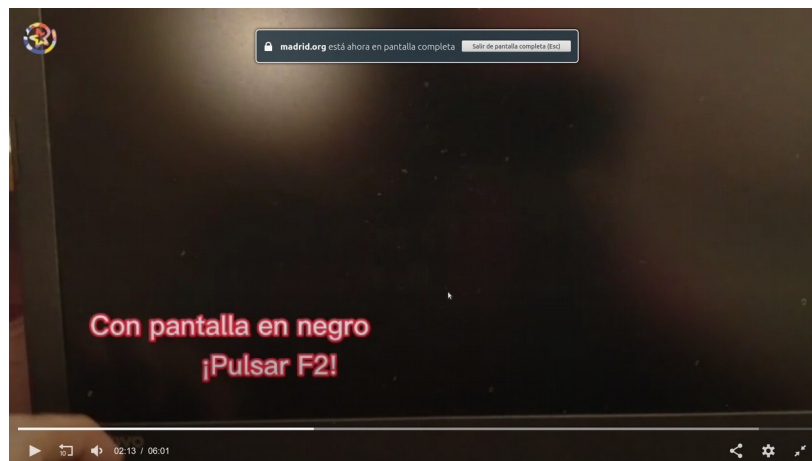 madrid.org está ahora en pantalla completa Salir de pantalla completa (Esc)
Con pantalla en negro
¡Pulsar F2!
10
02:13 / 06:01